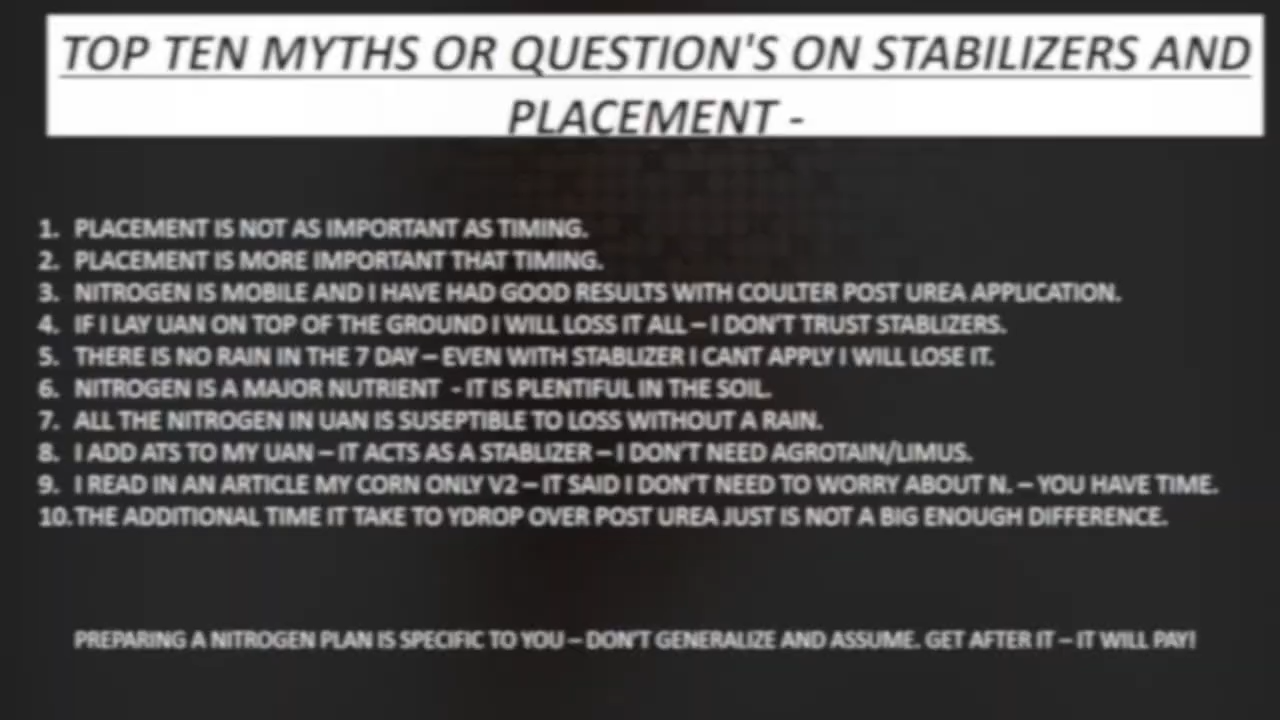 TOP TEN MYTHS OR QUESTION'S ON STABILIZERS AND
PLACEMENT -
1. PLACEMENT IS NOT AS IMPORTANT AS TIMING.
2. PLACEMENT IS MORE IMPORTANT THAT TIMING.
3. NITROGEN IS MOBILE AND I HAVE HAD GOOD RESULTS WITH COULTER POST UREA APPLICATION.
4. IF I LAY UAN ON TOP OF THE GROUND I WILL LOSS IT ALL – I DON'T TRUST STABLIZERS.
5. THERE IS NO RAIN IN THE 7 DAY – EVEN WITH STABLIZER I CANT APPLY I WILL LOSE IT.
6. NITROGEN IS A MAJOR NUTRIENT - IT IS PLENTIFUL IN THE SOIL.
7. ALL THE NITROGEN IN UAN IS SUSEPTIBLE TO LOSS WITHOUT A RAIN.
8. I ADD ATS TO MY UAN – IT ACTS AS A STABLIZER – I DON'T NEED AGROTAIN/LIMUS.
9. I READ IN AN ARTICLE MY CORN ONLY V2 – IT SAID I DON'T NEED TO WORRY ABOUT N. – YOU HAVE TIME.
10. THE ADDITIONAL TIME IT TAKE TO YDROP OVER POST UREA JUST IS NOT A BIG ENOUGH DIFFERENCE.
PREPARING A NITROGEN PLAN IS SPECIFIC TO YOU – DON'T GENERALIZE AND ASSUME. GET AFTER IT – IT WILL PAY!